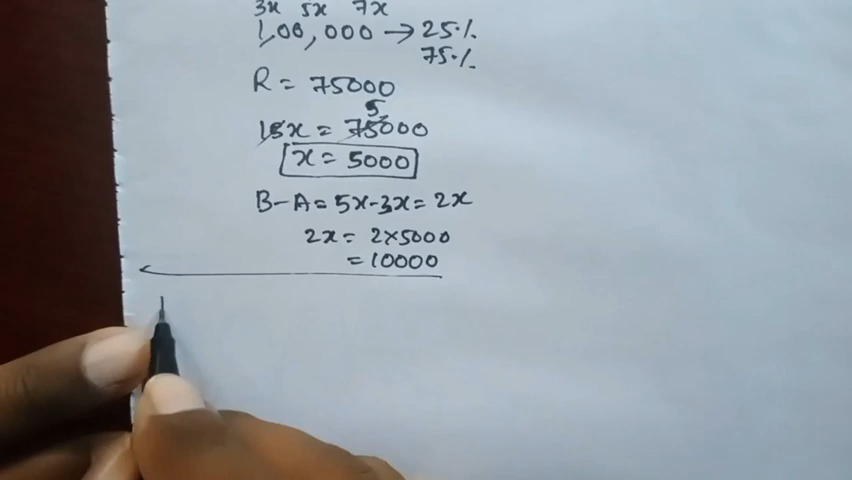 3x 5x 7x
1,00,000 → 25%
75%
R = 75000
5
15x = 75000
x = 5000
B-A = 5x-3x = 2x
2x = 2×5000
= 10000